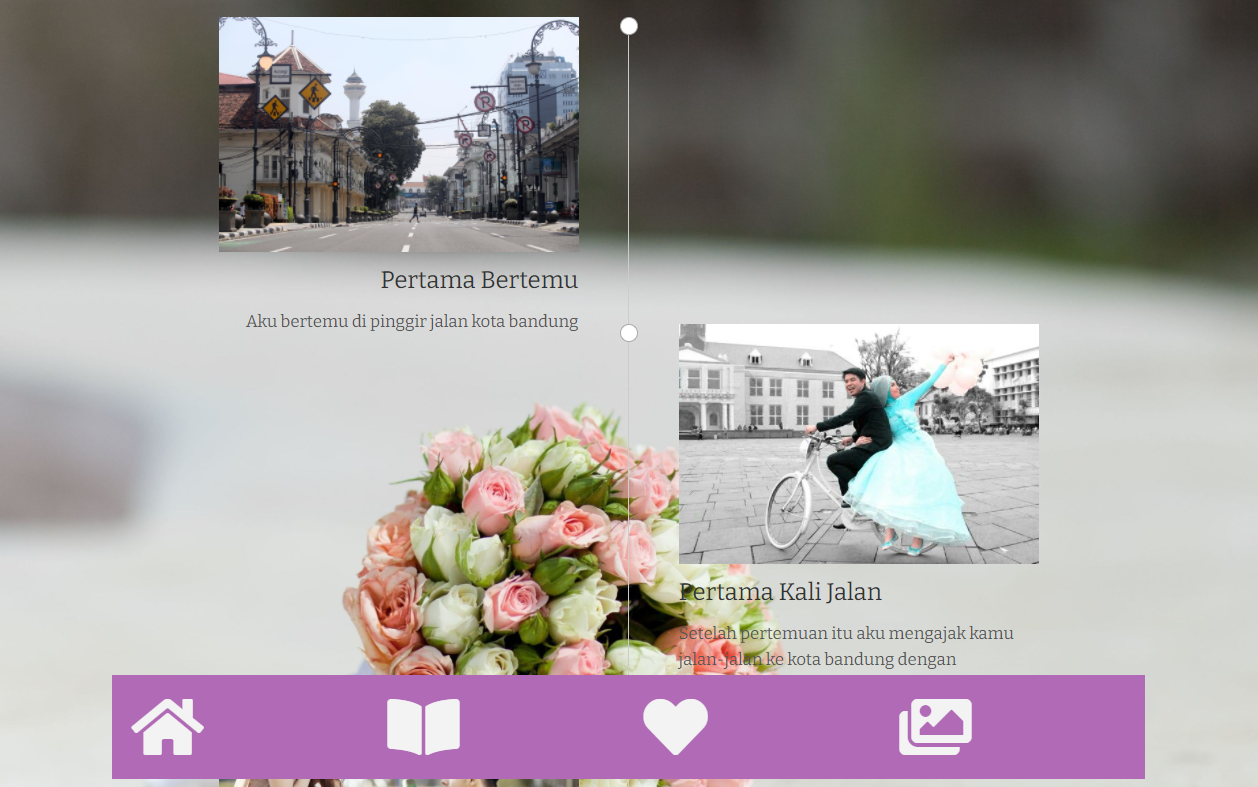 Pertama Bertemu
Aku bertemu di pinggir jalan kota bandung
Pertama Kali Jalan
Setelah pertemuan itu aku mengajak kamu
jalan-jalan ke kota bandung dengan